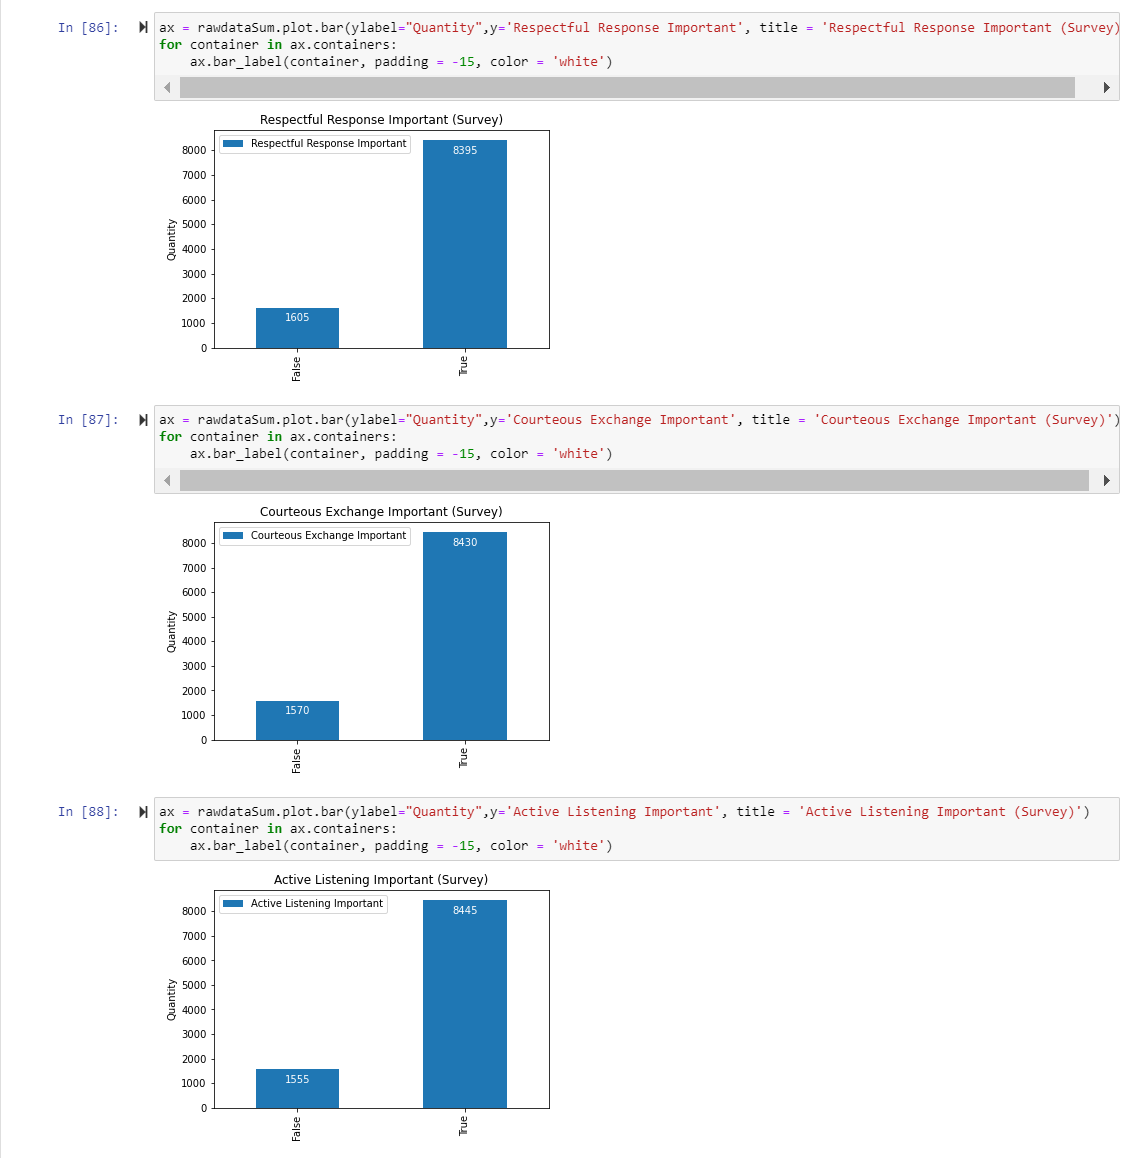 In [86]:
ax = rawdataSum.plot.bar(ylabel="Quantity",y='Respectful Response Important', title = 'Respectful Response Important (Survey)
for container in ax.containers:
    ax.bar_label(container, padding = -15, color = 'white')
Respectful Response Important (Survey)
Respectful Response Important
8395
8000
7000
6000
5000
4000
3000
2000
1000
0
Quantity
1605
False
True
In [87]:
ax = rawdataSum.plot.bar(ylabel="Quantity",y='Courteous Exchange Important', title = 'Courteous Exchange Important (Survey)')
for container in ax.containers:
    ax.bar_label(container, padding = -15, color = 'white')
Courteous Exchange Important (Survey)
Courteous Exchange Important
8430
8000
7000
6000
5000
4000
3000
2000
1000
0
Quantity
1570
False
True
In [88]:
ax = rawdataSum.plot.bar(ylabel="Quantity",y='Active Listening Important', title = 'Active Listening Important (Survey)')
for container in ax.containers:
    ax.bar_label(container, padding = -15, color = 'white')
Active Listening Important (Survey)
Active Listening Important
8445
8000
7000
6000
5000
4000
3000
2000
1000
0
Quantity
1555
False
True